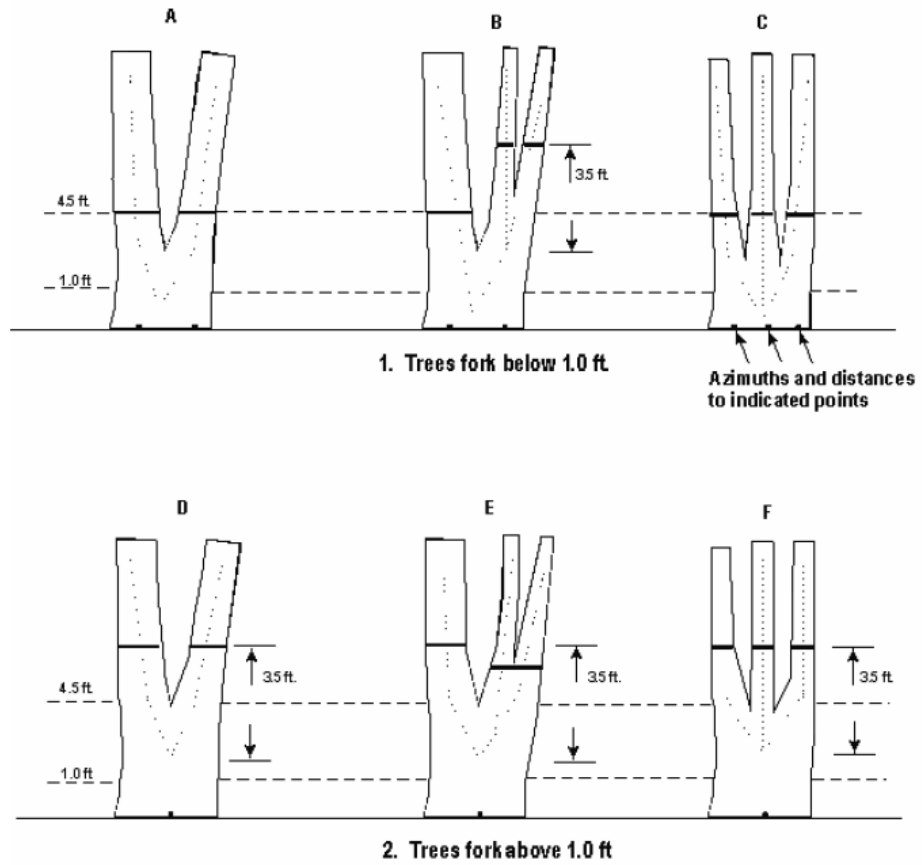 A
B
C
3.5 ft.
4.5 ft.
1.0 ft
1. Trees fork below 1.0 ft.
Azimuths and distances
to indicated points
D
E
F
3.5 ft.
3.5 ft.
3.5 ft.
4.5 ft.
1.0 ft
2. Trees fork above 1.0 ft